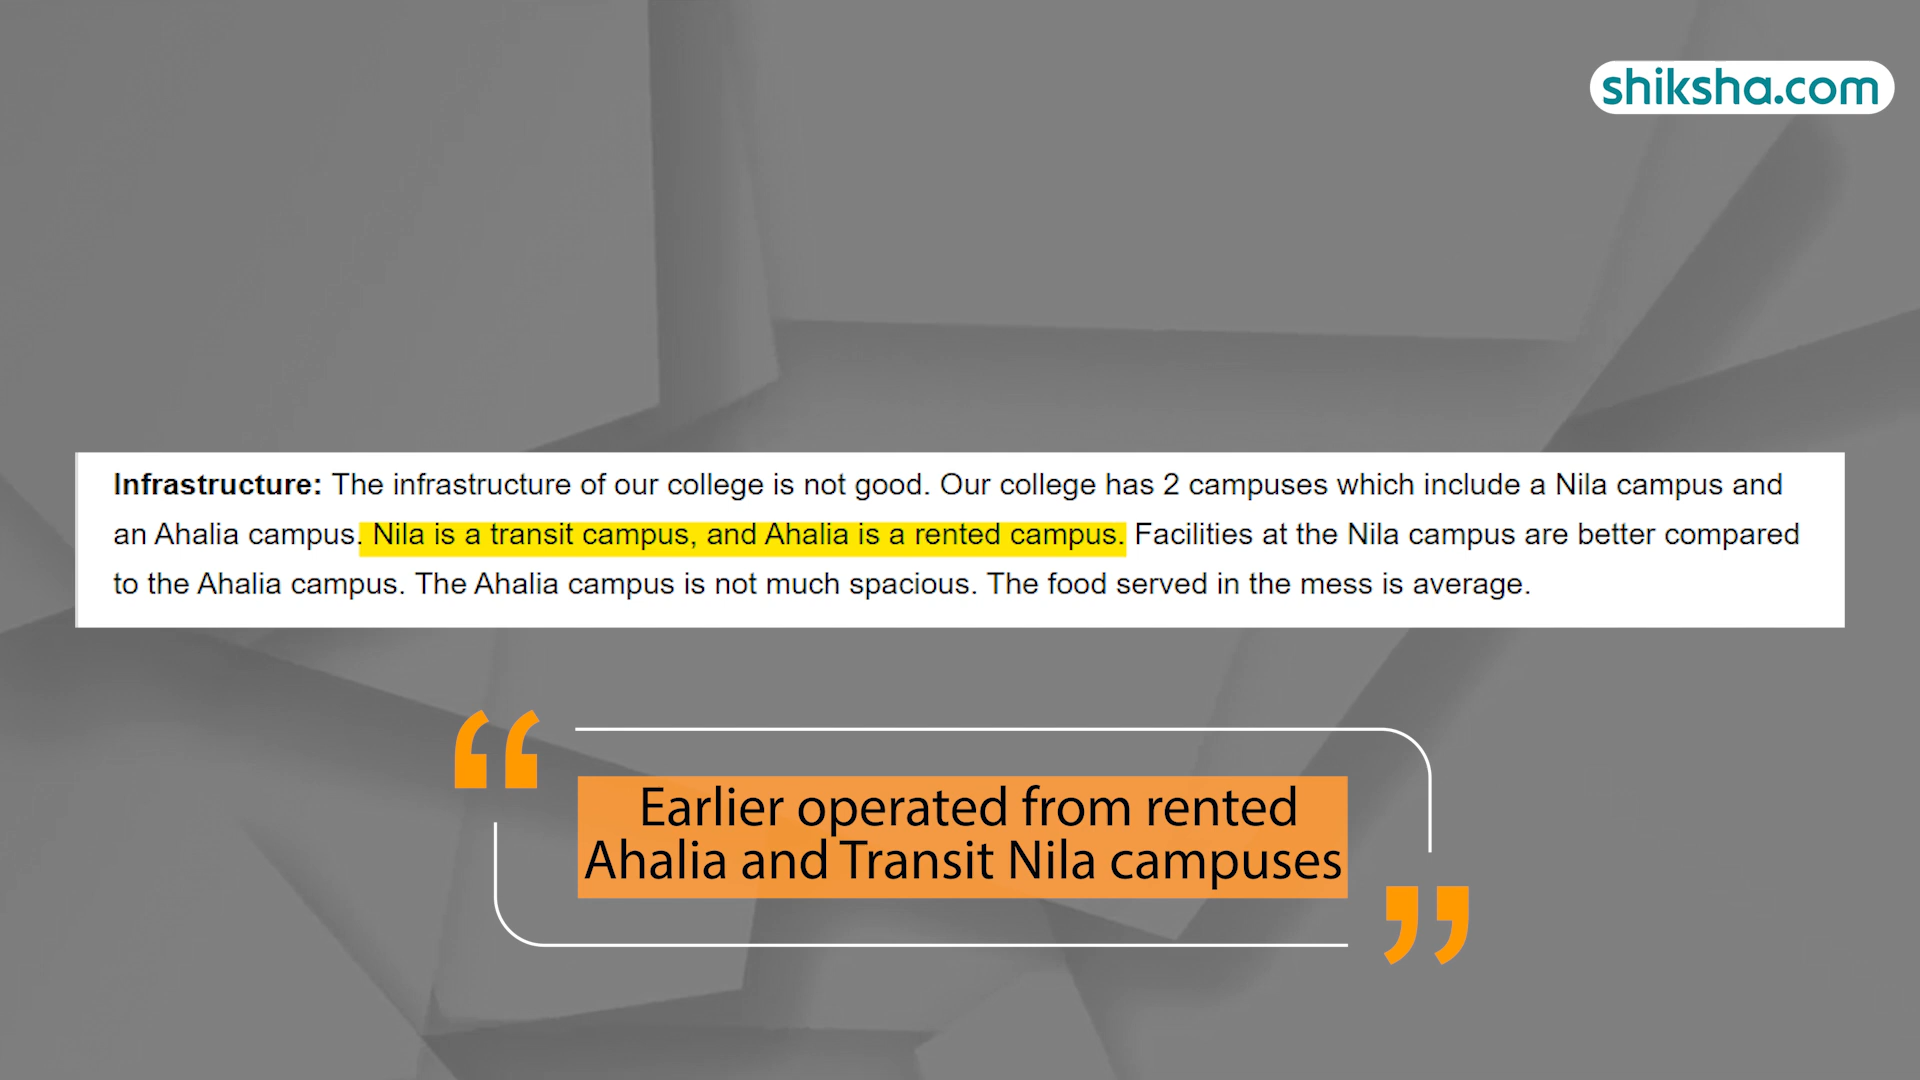 shiksha.com
Infrastructure: The infrastructure of our college is not good. Our college has 2 campuses which include a Nila campus and
an Ahalia campus. Nila is a transit campus, and Ahalia is a rented campus. Facilities at the Nila campus are better compared
to the Ahalia campus. The Ahalia campus is not much spacious. The food served in the mess is average.
“ Earlier operated from rented
Ahalia and Transit Nila campuses ”